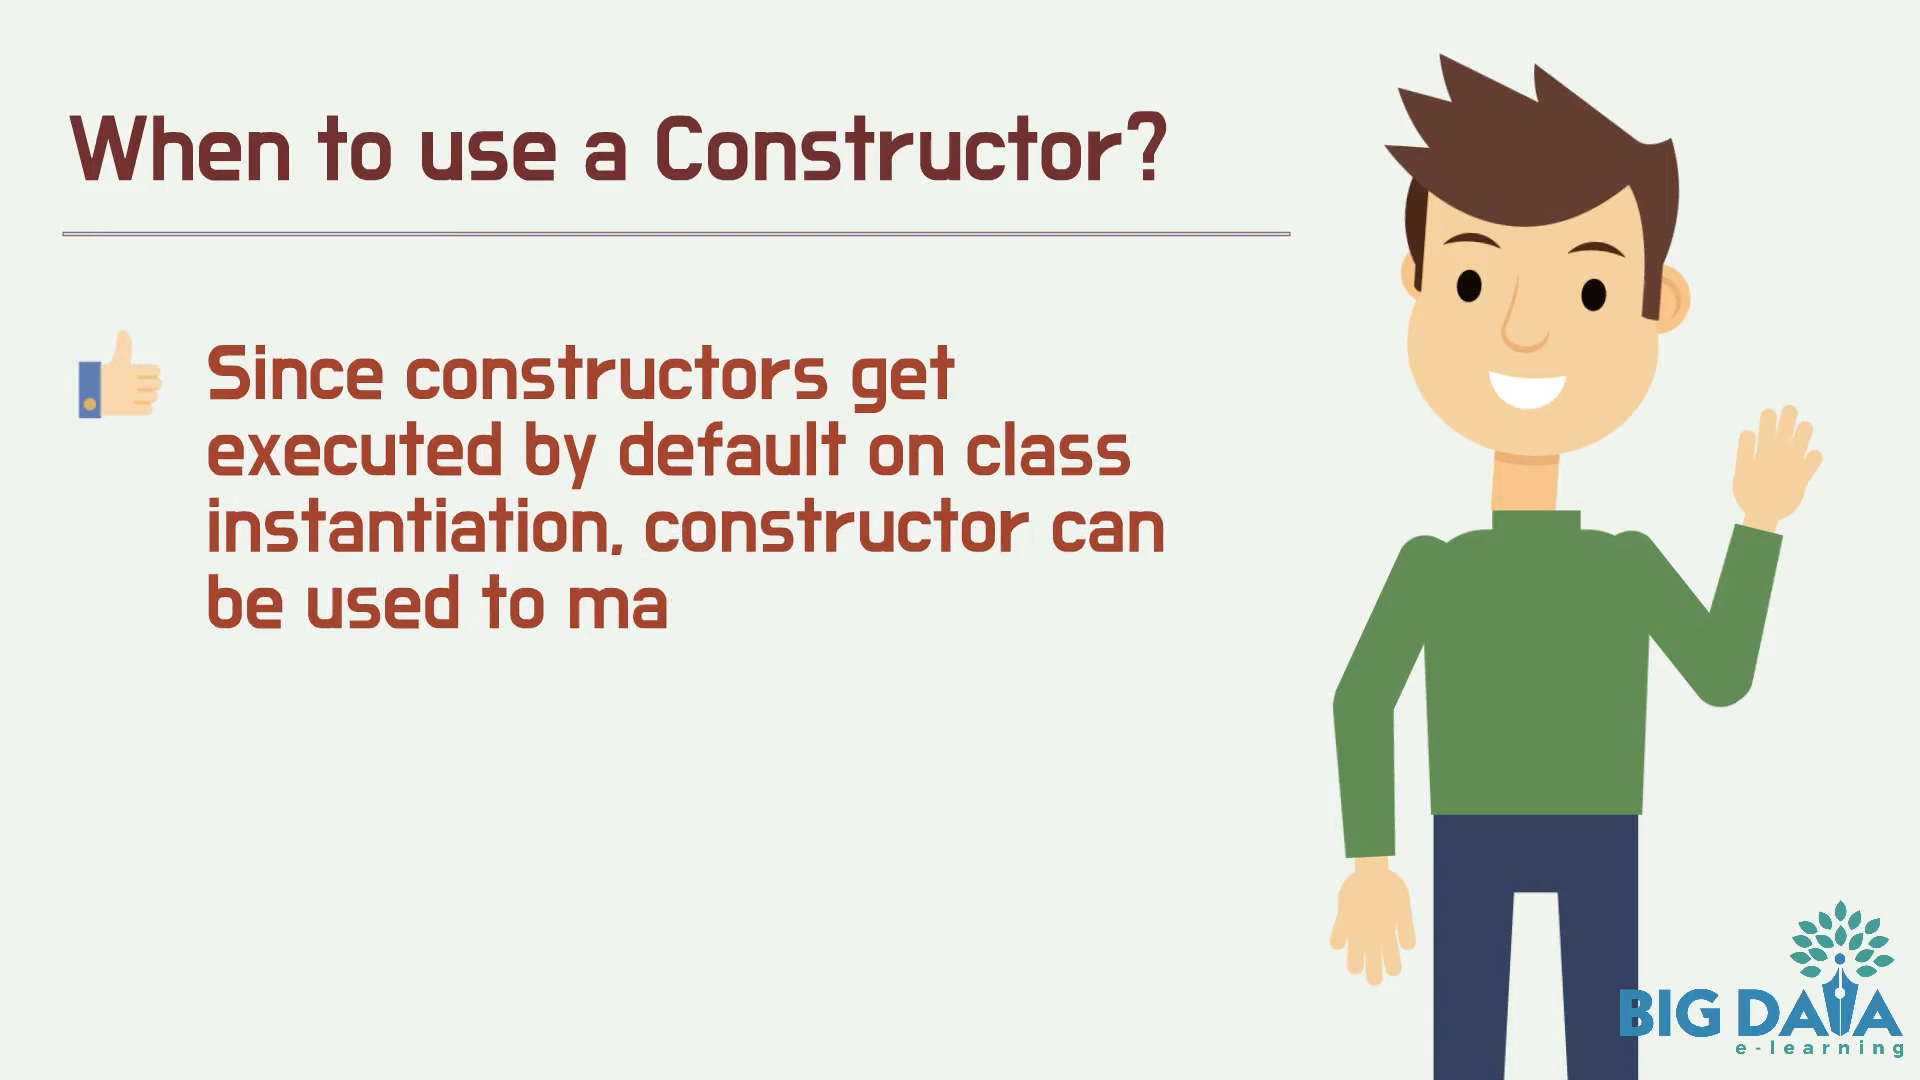 When to use a Constructor?
Since constructors get
executed by default on class
instantiation, constructor can
be used to ma
BIG DATA
e-learning